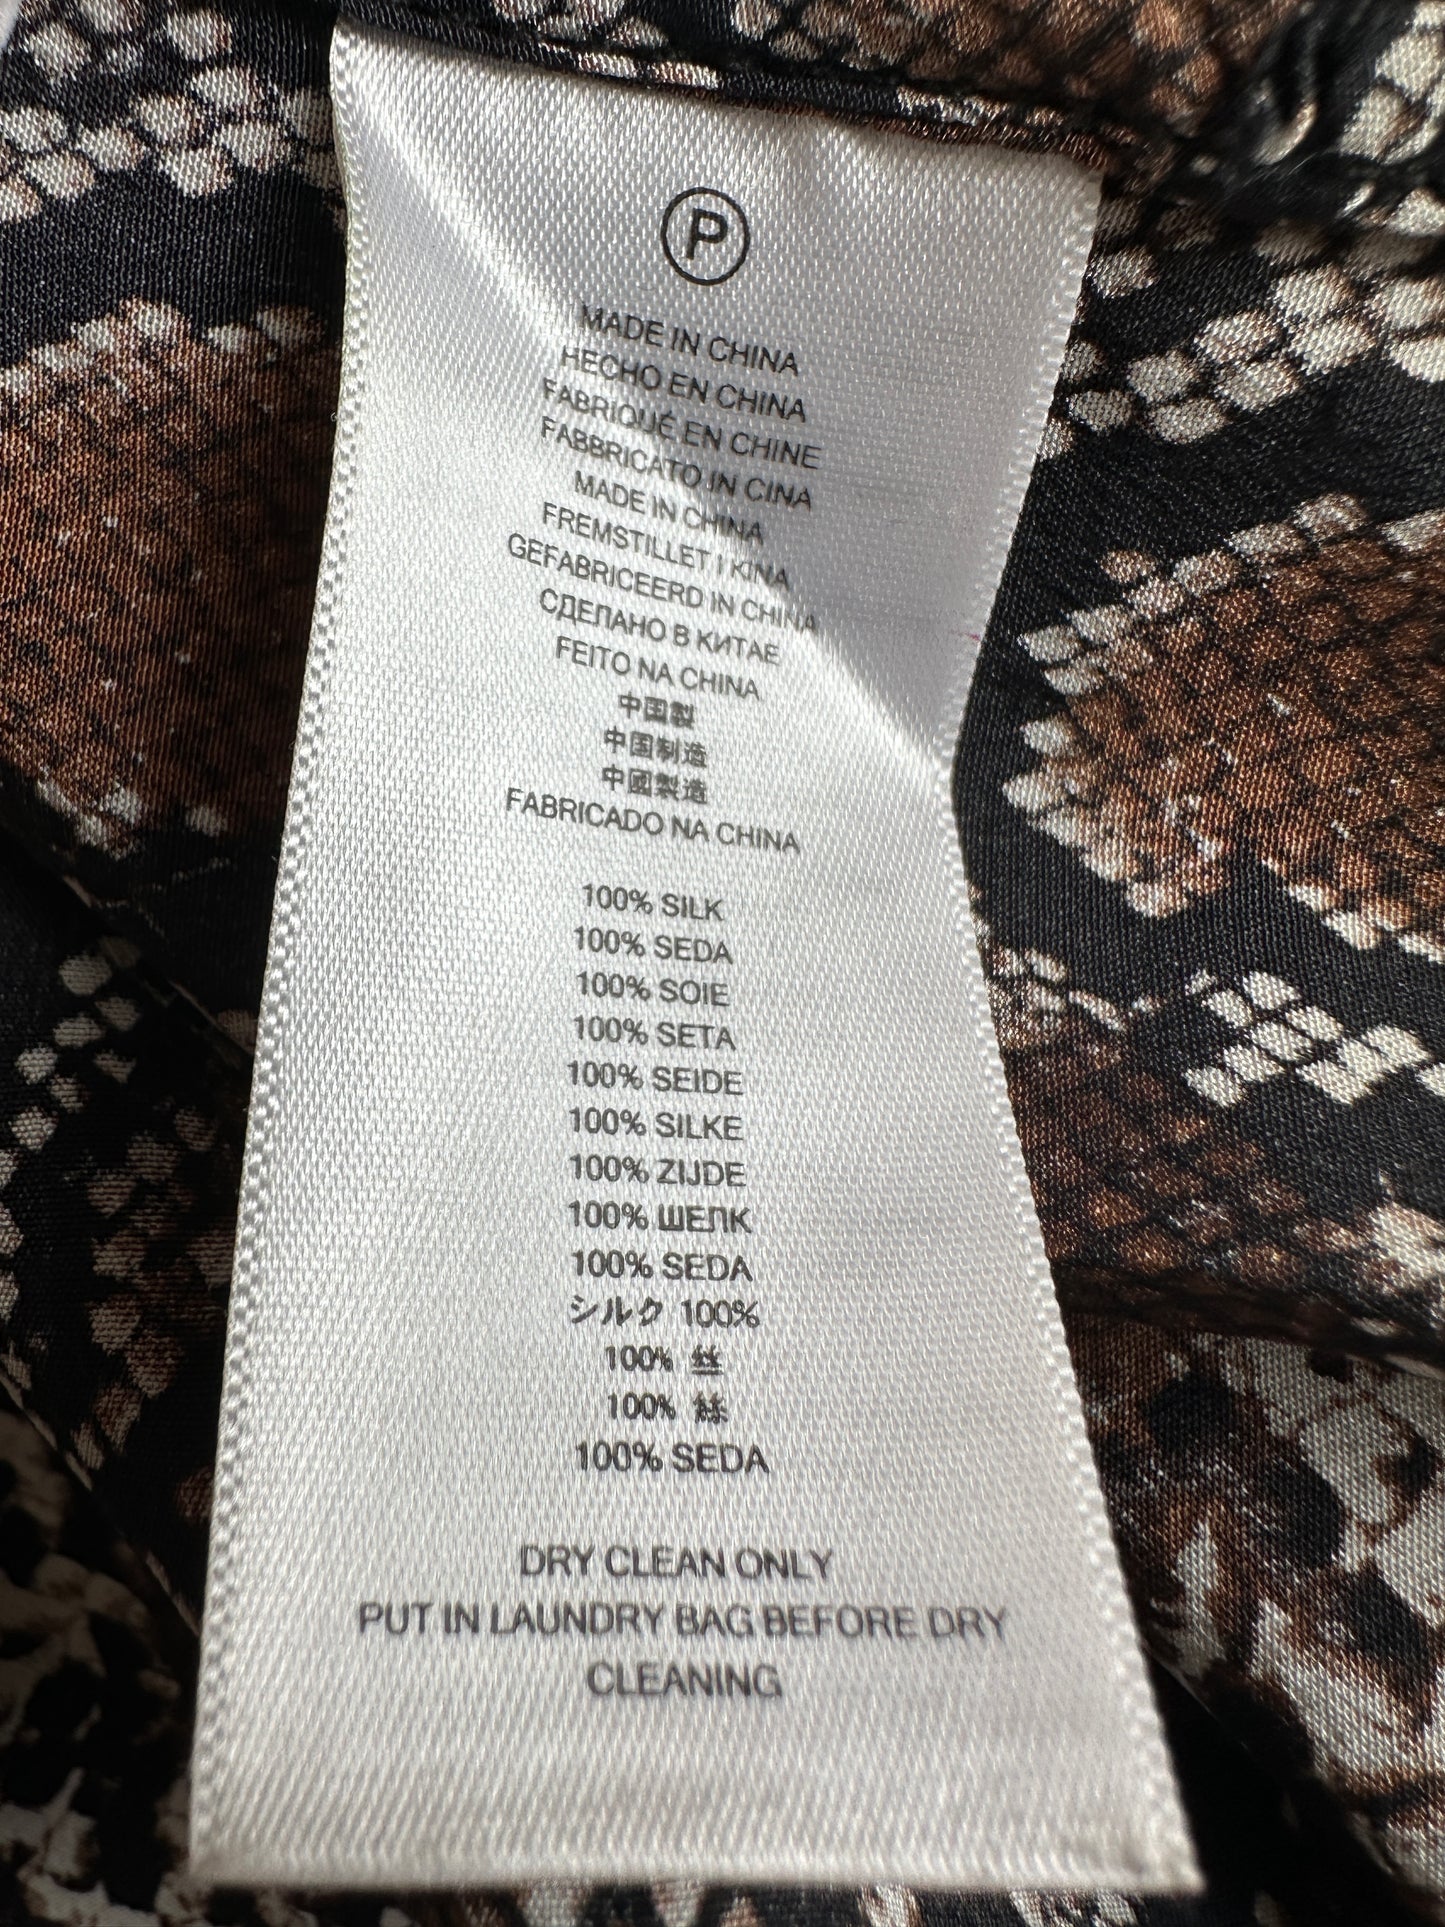 P
MADE IN CHINA
HECHO EN CHINA
FABRIQUÉ EN CHINE
FABBRICATO IN CINA
MADE IN CHINA
FREMSTILLET I KINA
GEFABRICEERD IN CHINA
СДЕЛАНО В КИТАЕ
FEITO NA CHINA
中国製
中国制造
中國製造
FABRICADO NA CHINA
100% SILK
100% SEDA
100% SOIE
100% SETA
100% SEIDE
100% SILKE
100% ZIJDE
100% ШЕЛК
100% SEDA
シルク 100%
100% 丝
100% 絲
100% SEDA
DRY CLEAN ONLY
PUT IN LAUNDRY BAG BEFORE DRY
CLEANING